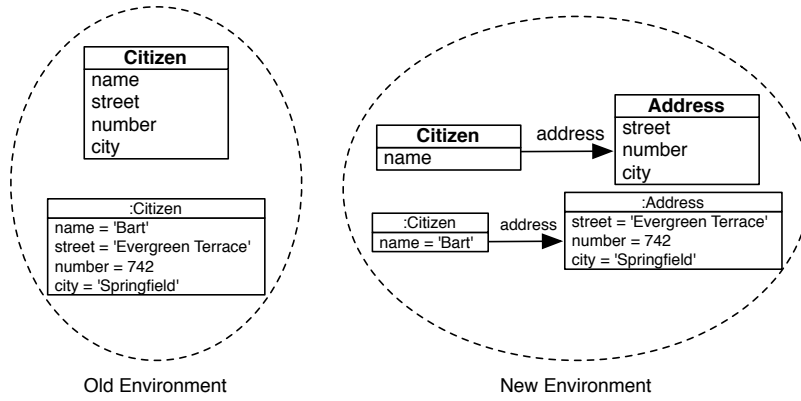 Citizen
name
street
number
city
:Citizen
name = 'Bart'
street = 'Evergreen Terrace'
number = 742
city = 'Springfield'
Old Environment
Citizen
name
address
Address
street
number
city
:Citizen
name = 'Bart'
address
:Address
street = 'Evergreen Terrace'
number = 742
city = 'Springfield'
New Environment